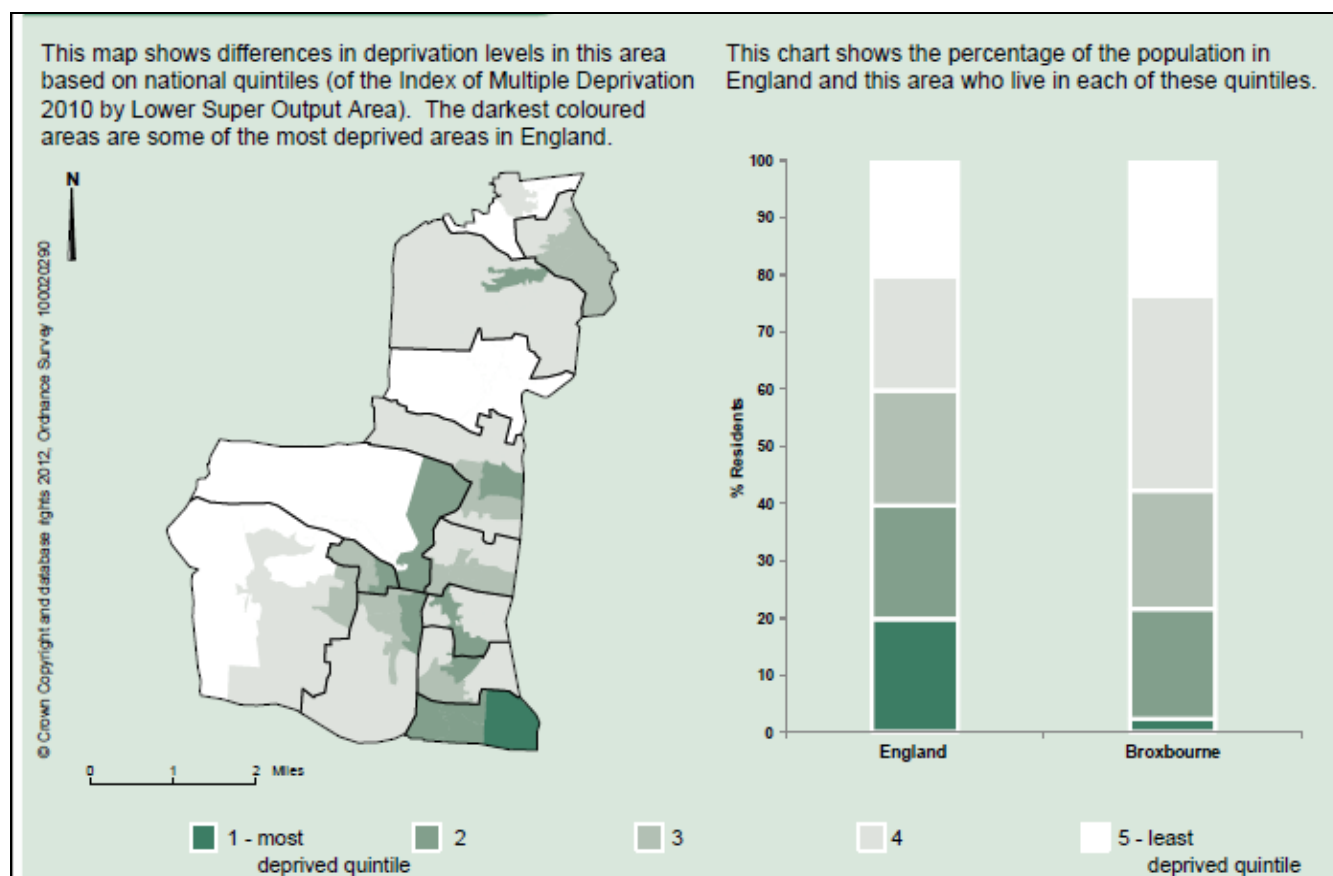 This map shows differences in deprivation levels in this area
based on national quintiles (of the Index of Multiple Deprivation
2010 by Lower Super Output Area).  The darkest coloured
areas are some of the most deprived areas in England.
This chart shows the percentage of the population in
England and this area who live in each of these quintiles.
N
© Crown Copyright and database rights 2012, Ordnance Survey 100020290
0 1 2 Miles
% Residents
100
90
80
70
60
50
40
30
20
10
0
England Broxbourne
1 - most
deprived quintile
2
3
4
5 - least
deprived quintile